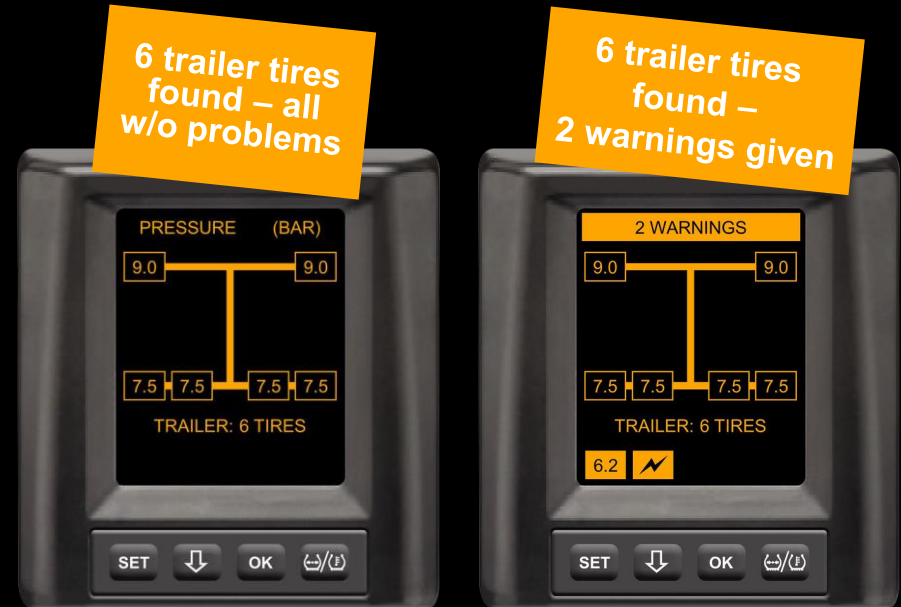 6 trailer tires
found – all
w/o problems
PRESSURE (BAR)
9.0 9.0
7.5 7.5 7.5 7.5
TRAILER: 6 TIRES
SET OK
6 trailer tires
found –
2 warnings given
2 WARNINGS
9.0 9.0
7.5 7.5 7.5 7.5
TRAILER: 6 TIRES
6.2
SET OK